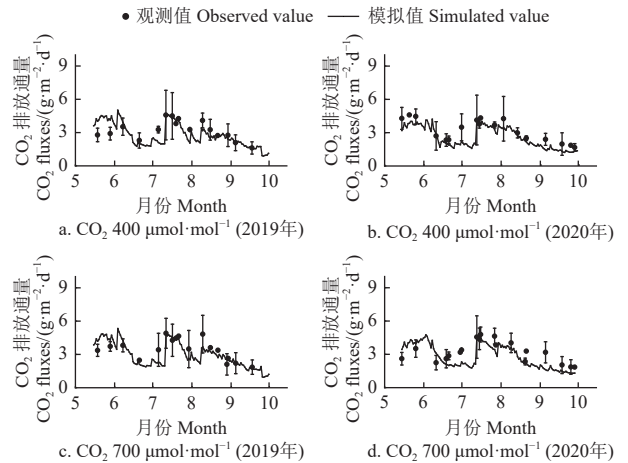 ● 观测值 Observed value — 模拟值 Simulated value
CO₂ 排放通量
CO₂ fluxes/(g·m⁻²·d⁻¹)
9
6
3
0
5 6 7 8 9 10
月份 Month
a. CO₂ 400 μmol·mol⁻¹ (2019年)
CO₂ 排放通量
CO₂ fluxes/(g·m⁻²·d⁻¹)
9
6
3
0
5 6 7 8 9 10
月份 Month
b. CO₂ 400 μmol·mol⁻¹ (2020年)
CO₂ 排放通量
CO₂ fluxes/(g·m⁻²·d⁻¹)
9
6
3
0
5 6 7 8 9 10
月份 Month
c. CO₂ 700 μmol·mol⁻¹ (2019年)
CO₂ 排放通量
CO₂ fluxes/(g·m⁻²·d⁻¹)
9
6
3
0
5 6 7 8 9 10
月份 Month
d. CO₂ 700 μmol·mol⁻¹ (2020年)